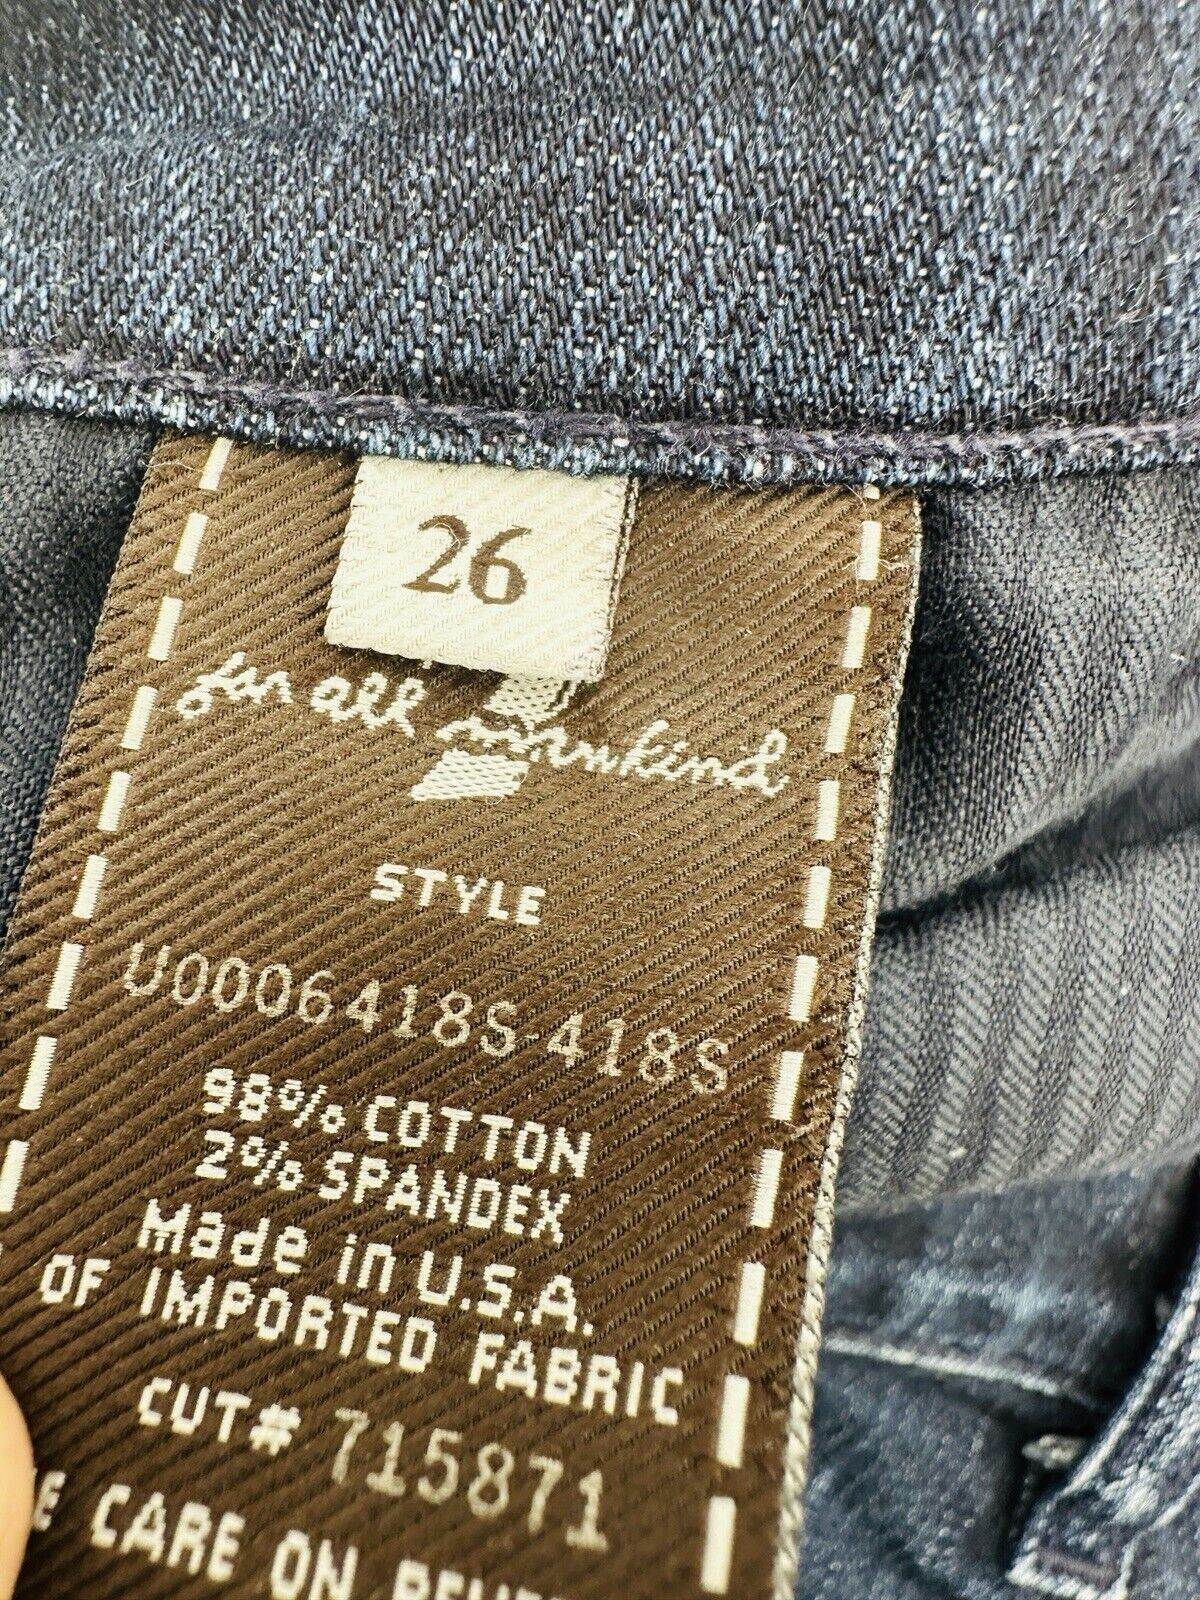 26
for all mankind
STYLE
U0006418S-418S
98% COTTON
2% SPANDEX
Made in U.S.A.
OF IMPORTED FABRIC
CUT# 715871
CARE ON